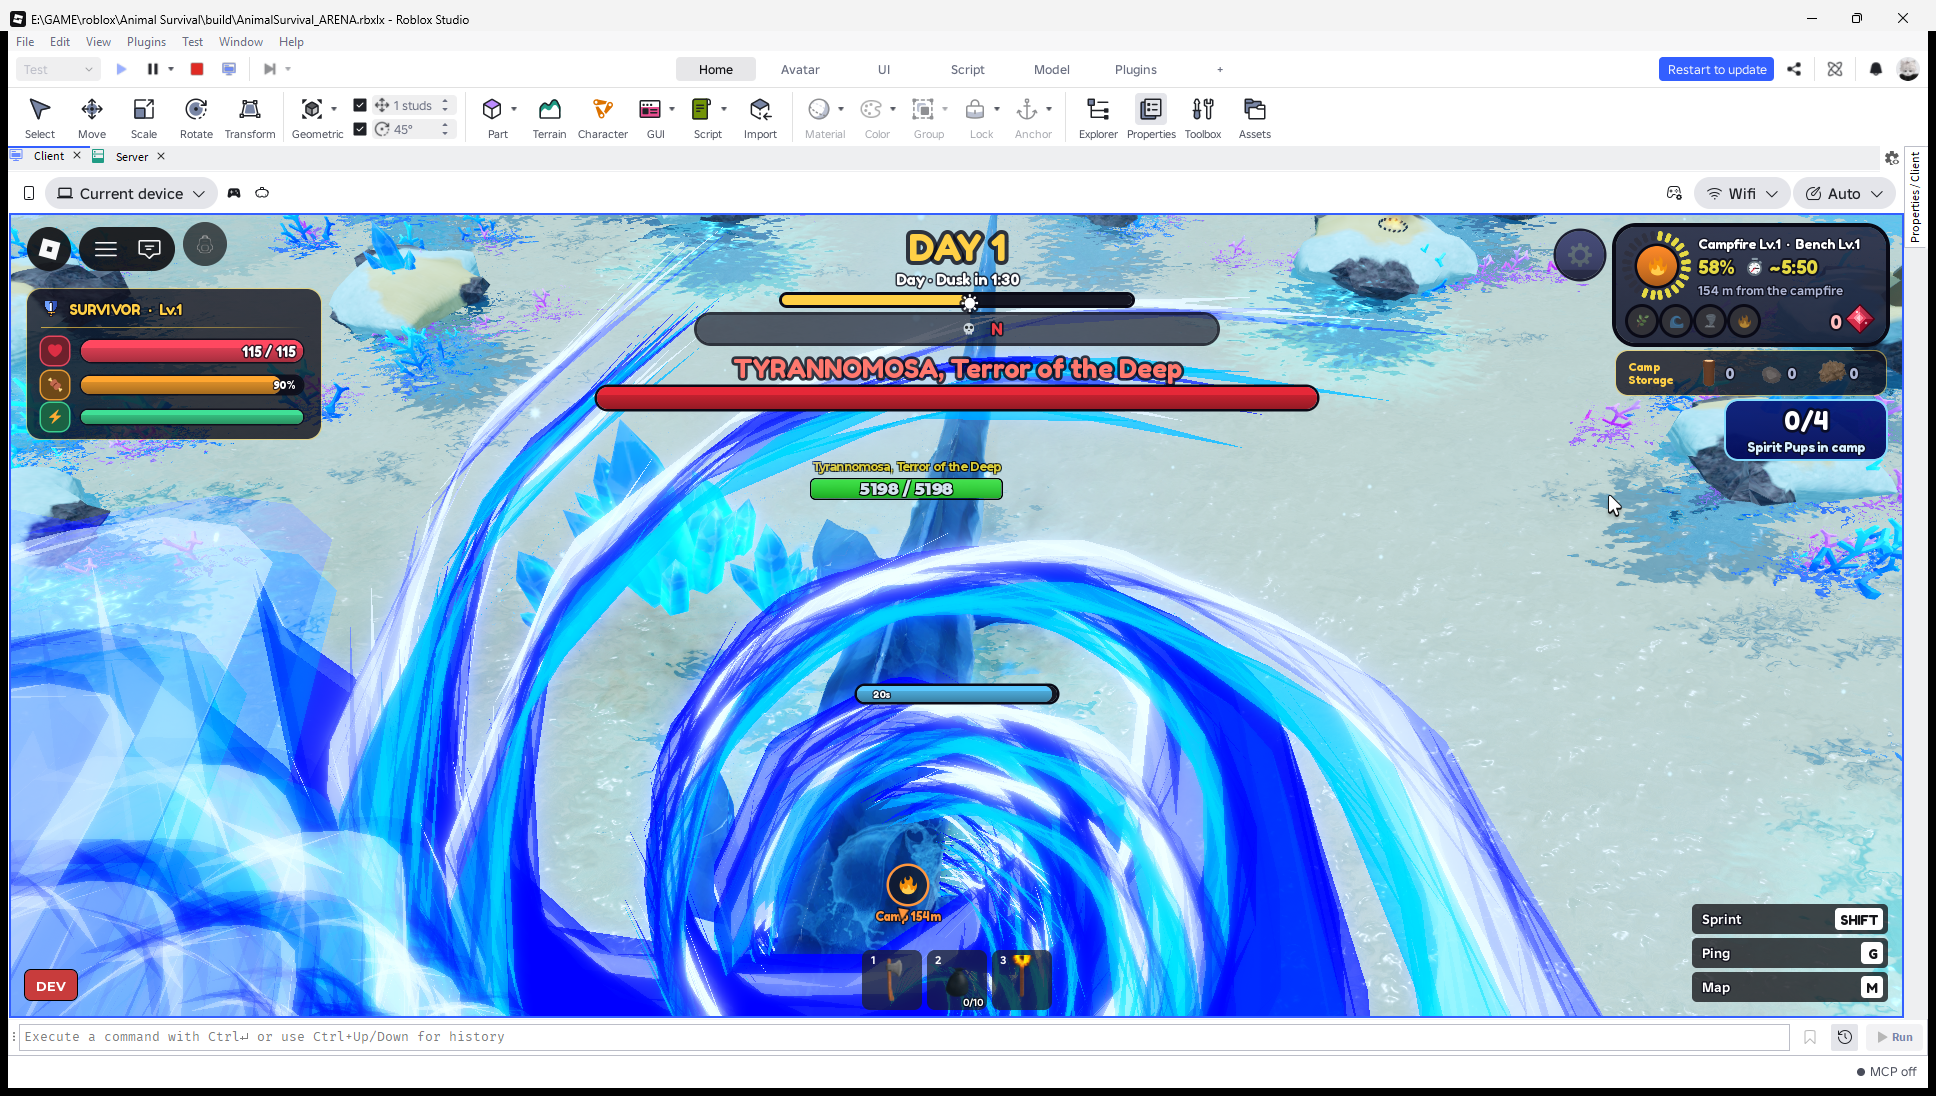 E:\GAME\roblox\Animal Survival\build\AnimalSurvival_ARENA.rbxlx - Roblox Studio
File Edit View Plugins Test Window Help
Test
Home Avatar UI Script Model Plugins +
Restart to update
1 studs
45°
Select Move Scale Rotate Transform Geometric Part Terrain Character GUI Script Import Material Color Group Lock Anchor Explorer Properties Toolbox Assets
Client Server
Properties / Client
Current device
Wifi Auto
DAY 1
Day · Dusk in 1:30
N
TYRANNOMOSA, Terror of the Deep
SURVIVOR · Lv.1
115 / 115
90%
Campfire Lv.1 · Bench Lv.1
58% ~5:50
154 m from the campfire
0
Camp Storage 0 0 0
0/4
Spirit Pups in camp
Tyrannomosa, Terror of the Deep
5198 / 5198
20s
Camp 154m
1 2 3
0/10
DEV
Sprint SHIFT
Ping G
Map M
Execute a command with Ctrl↵ or use Ctrl+Up/Down for history
Run
MCP off